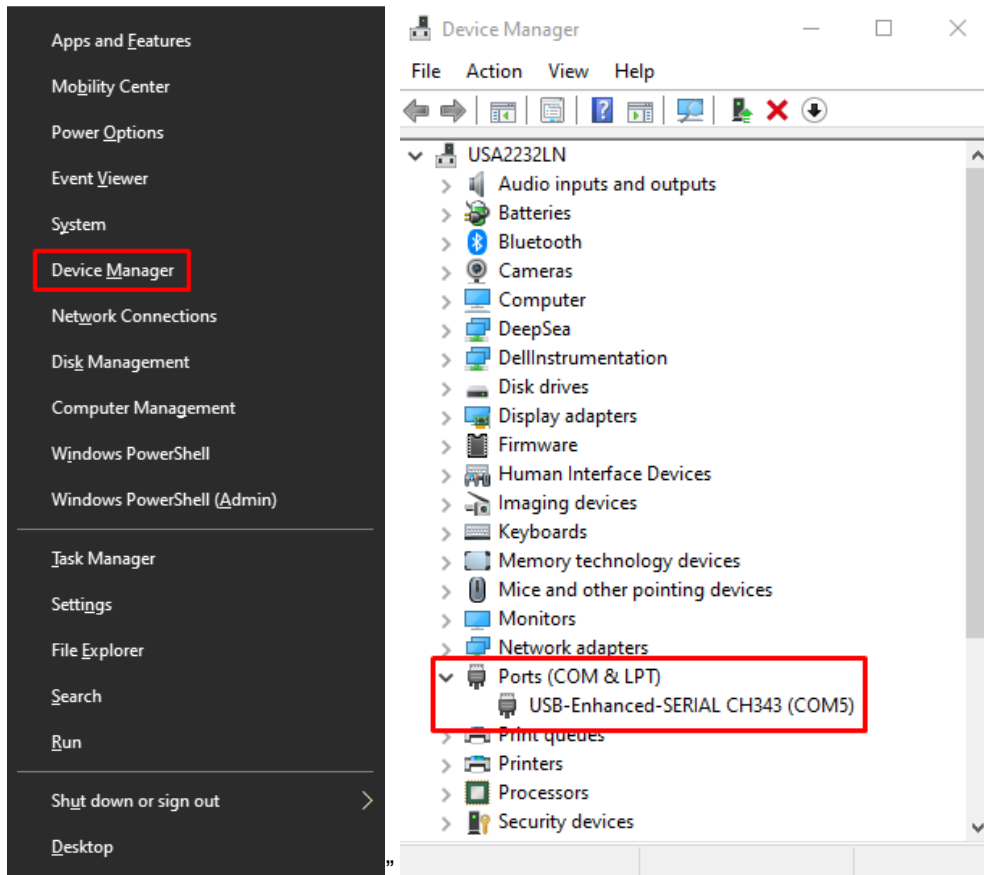 Apps and Features
Mobility Center
Power Options
Event Viewer
System
Device Manager
Network Connections
Disk Management
Computer Management
Windows PowerShell
Windows PowerShell (Admin)
Task Manager
Settings
File Explorer
Search
Run
Shut down or sign out
Desktop
”
Device Manager
File Action View Help
USA2232LN
Audio inputs and outputs
Batteries
Bluetooth
Cameras
Computer
DeepSea
DellInstrumentation
Disk drives
Display adapters
Firmware
Human Interface Devices
Imaging devices
Keyboards
Memory technology devices
Mice and other pointing devices
Monitors
Network adapters
Ports (COM & LPT)
USB-Enhanced-SERIAL CH343 (COM5)
Print queues
Printers
Processors
Security devices